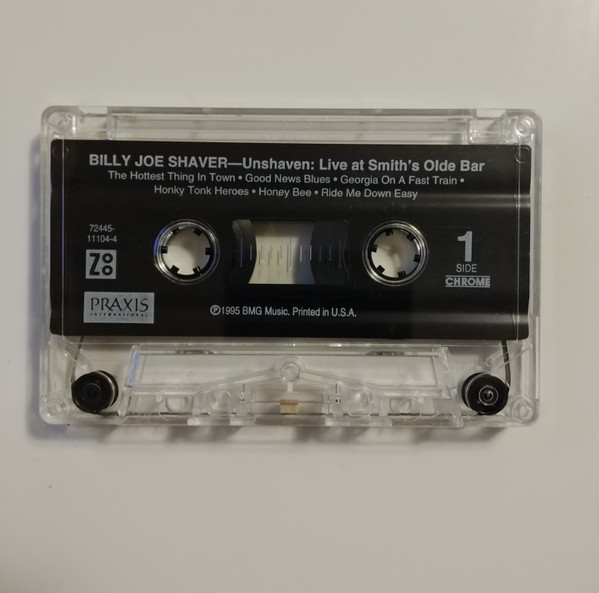 BILLY JOE SHAVER—Unshaven: Live at Smith's Olde Bar
The Hottest Thing In Town • Good News Blues • Georgia On A Fast Train •
Honky Tonk Heroes • Honey Bee • Ride Me Down Easy
72445-
11104-4
ZOO
PRAXIS
INTERNATIONAL
1
SIDE
CHROME
℗1995 BMG Music. Printed in U.S.A.